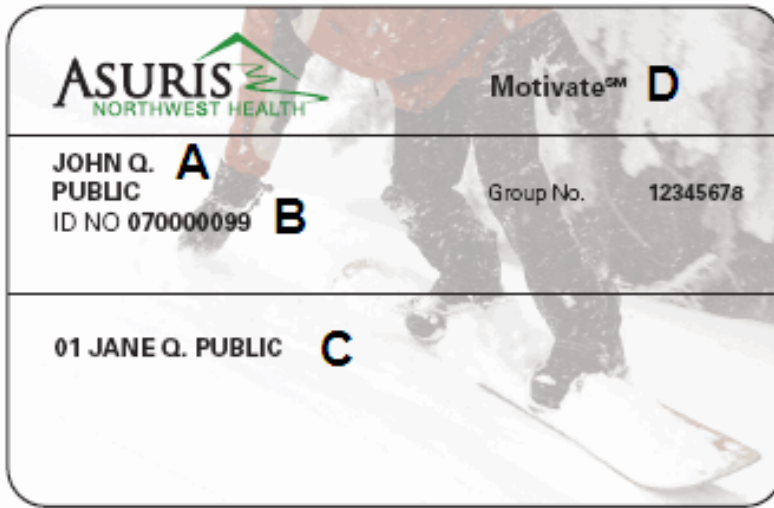 ASURIS
NORTHWEST HEALTH
Motivate℠ D
JOHN Q. A
PUBLIC
ID NO 070000099 B
Group No. 12345678
01 JANE Q. PUBLIC C